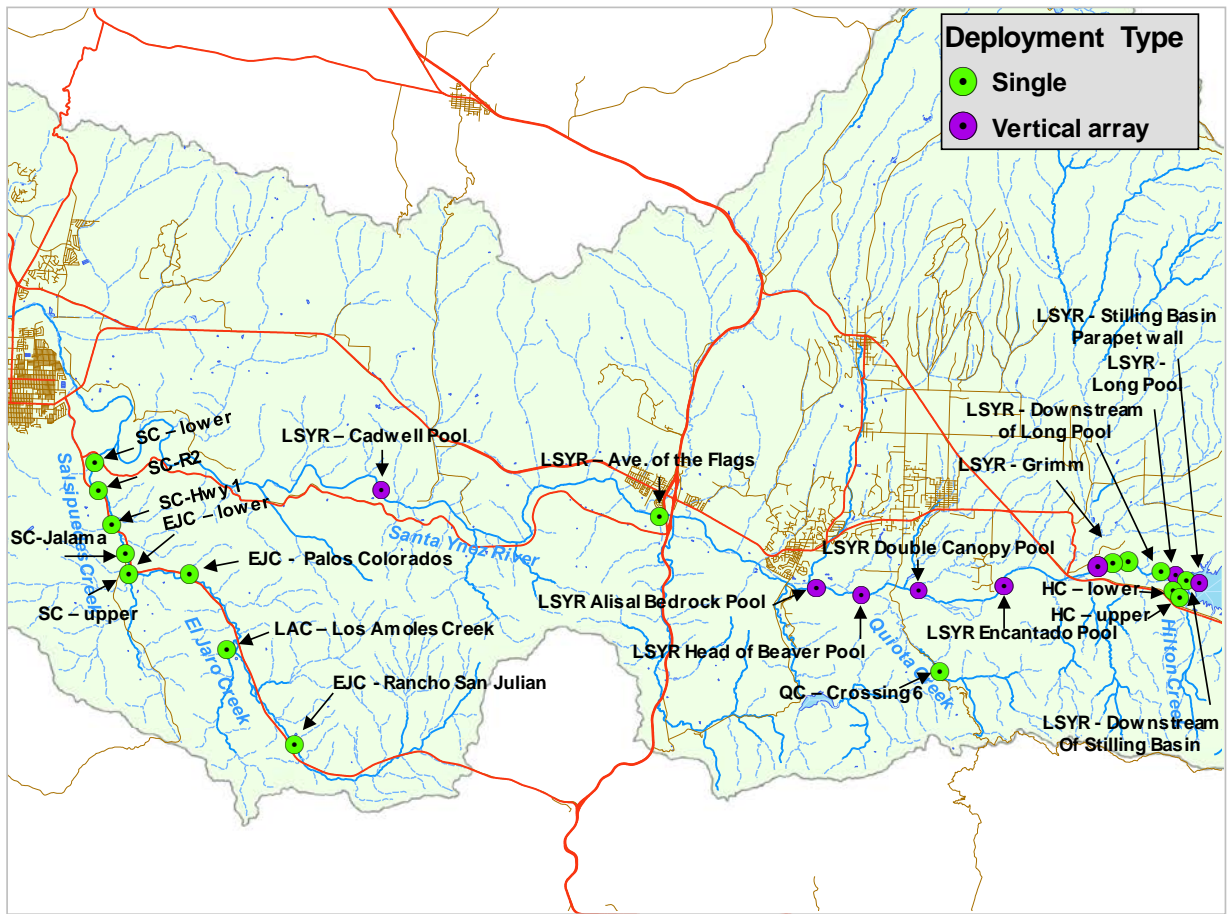 Deployment Type
Single
Vertical array
LSYR - Stilling Basin
Parapet wall
LSYR -
Long Pool
LSYR - Downstream
of Long Pool
LSYR - Grimm
SC – lower
SC-R2
SC-Hwy 1
EJC – lower
SC-Jalama
SC – upper
Salsipuedes Creek
EJC - Palos Colorados
LAC – Los Amoles Creek
El Jaro Creek
EJC - Rancho San Julian
LSYR – Cadwell Pool
Santa Ynez River
LSYR – Ave. of the Flags
LSYR Double Canopy Pool
LSYR Alisal Bedrock Pool
LSYR Head of Beaver Pool
LSYR Encantado Pool
Quiota Creek
QC – Crossing 6
HC – lower
HC – upper
Hilton Creek
LSYR - Downstream
Of Stilling Basin